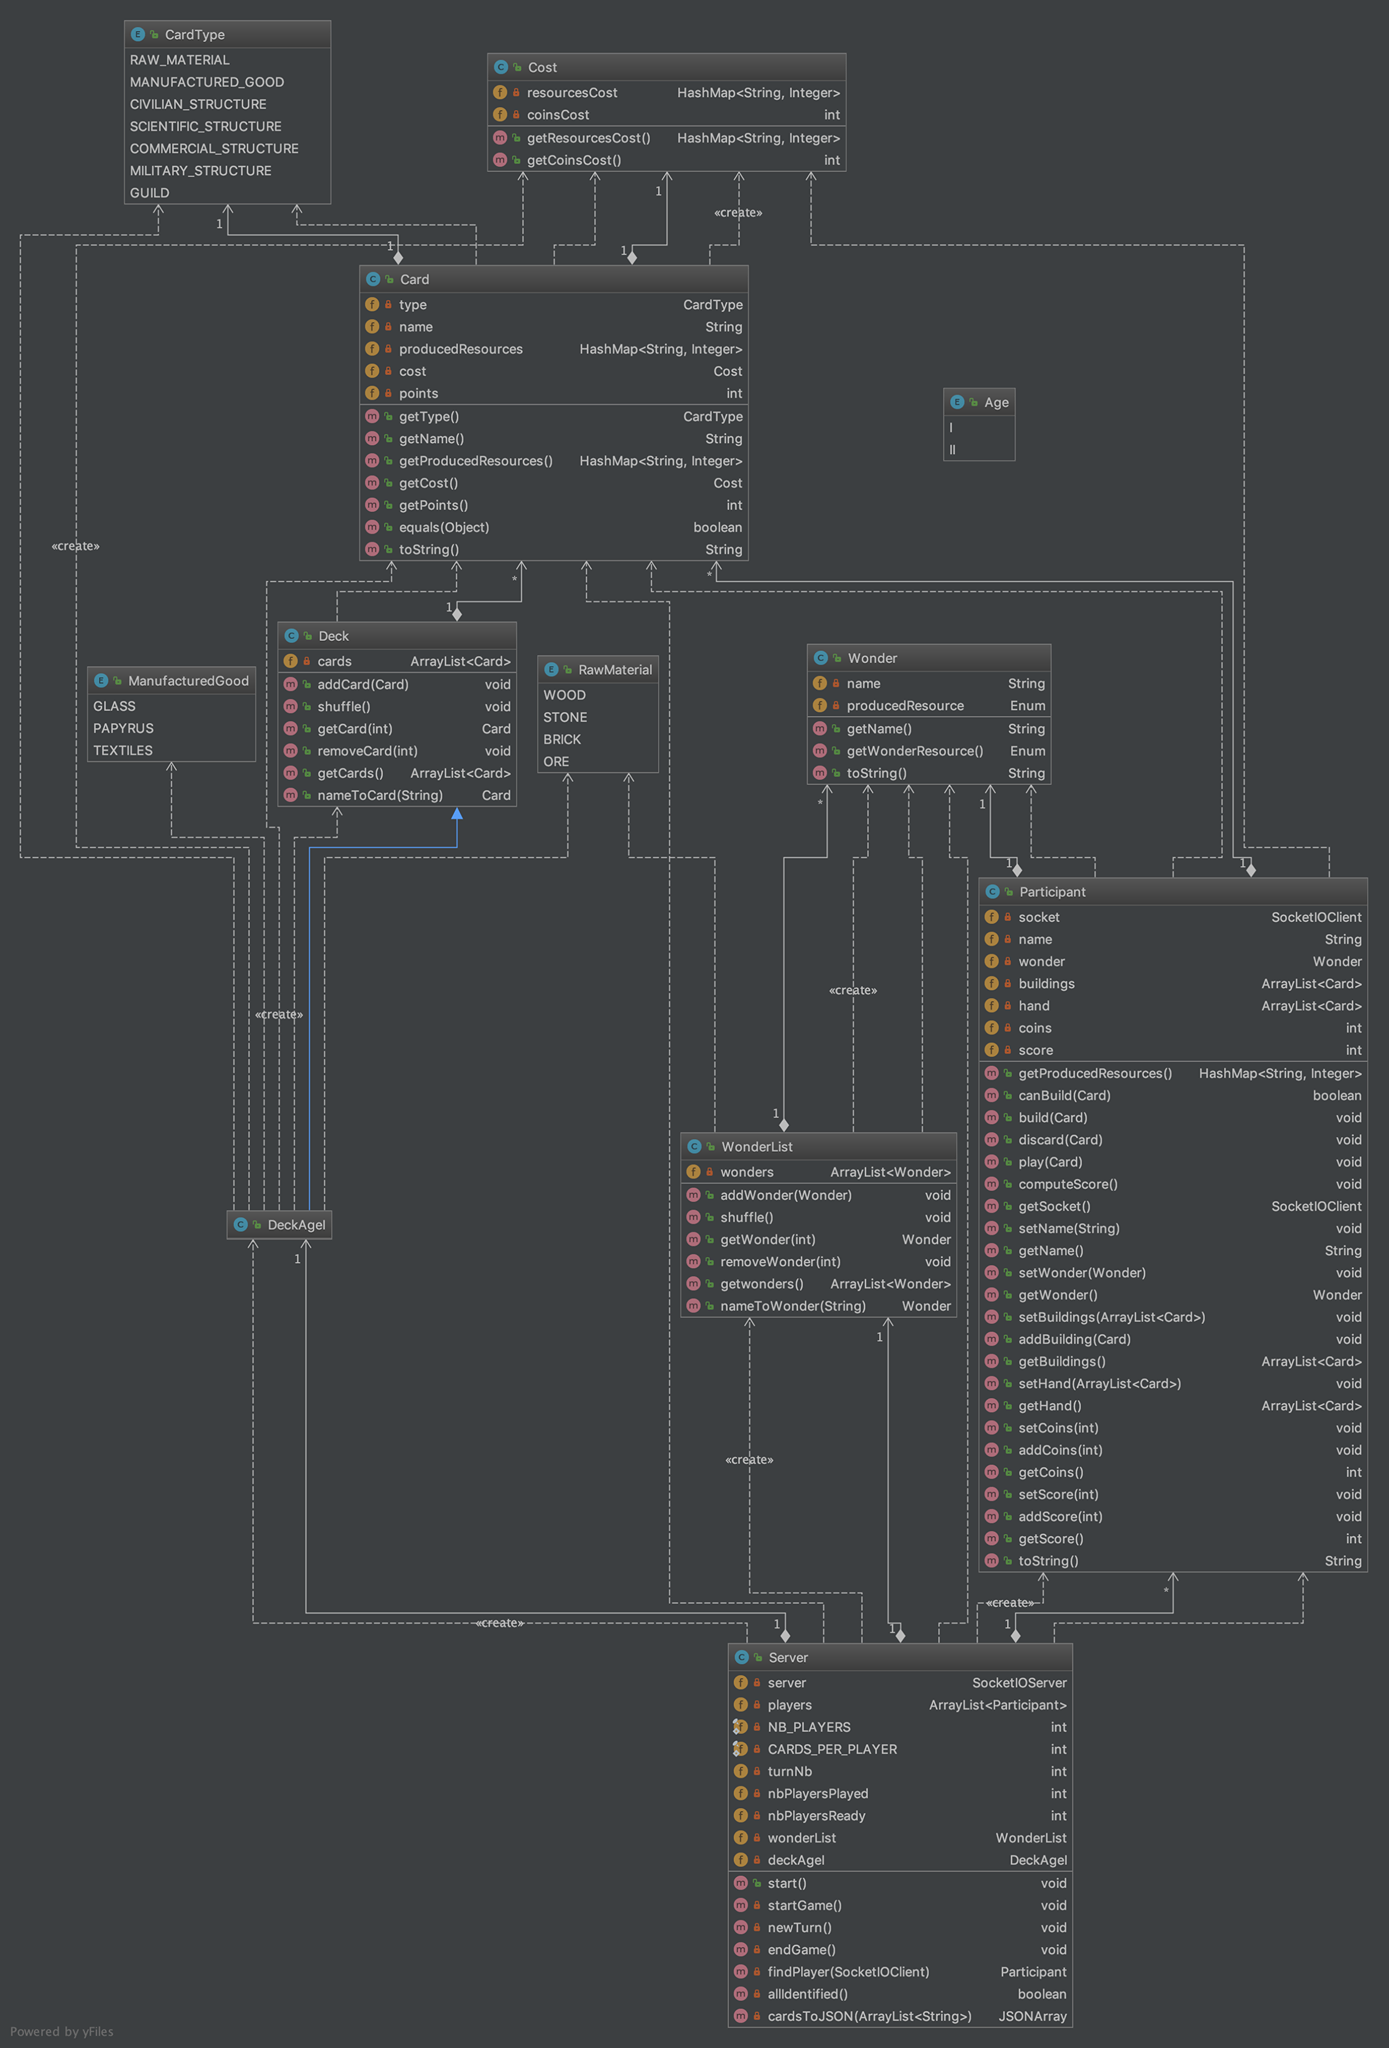 CardType
RAW_MATERIAL
MANUFACTURED_GOOD
CIVILIAN_STRUCTURE
SCIENTIFIC_STRUCTURE
COMMERCIAL_STRUCTURE
MILITARY_STRUCTURE
GUILD
Cost
resourcesCost HashMap<String, Integer>
coinsCost int
getResourcesCost() HashMap<String, Integer>
getCoinsCost() int
1
1
«create»
1
1
Card
type CardType
name String
producedResources HashMap<String, Integer>
cost Cost
points int
getType() CardType
getName() String
getProducedResources() HashMap<String, Integer>
getCost() Cost
getPoints() int
equals(Object) boolean
toString() String
Age
I
II
«create»
*
*
1
Deck
cards ArrayList<Card>
addCard(Card) void
shuffle() void
getCard(int) Card
removeCard(int) void
getCards() ArrayList<Card>
nameToCard(String) Card
ManufacturedGood
GLASS
PAPYRUS
TEXTILES
RawMaterial
WOOD
STONE
BRICK
ORE
Wonder
name String
producedResource Enum
getName() String
getWonderResource() Enum
toString() String
*
1
1
1
Participant
socket SocketIOClient
name String
wonder Wonder
buildings ArrayList<Card>
hand ArrayList<Card>
coins int
score int
getProducedResources() HashMap<String, Integer>
canBuild(Card) boolean
build(Card) void
discard(Card) void
play(Card) void
computeScore() void
getSocket() SocketIOClient
setName(String) void
getName() String
setWonder(Wonder) void
getWonder() Wonder
setBuildings(ArrayList<Card>) void
addBuilding(Card) void
getBuildings() ArrayList<Card>
setHand(ArrayList<Card>) void
getHand() ArrayList<Card>
setCoins(int) void
addCoins(int) void
getCoins() int
setScore(int) void
addScore(int) void
getScore() int
toString() String
«create»
«create»
1
WonderList
wonders ArrayList<Wonder>
addWonder(Wonder) void
shuffle() void
getWonder(int) Wonder
removeWonder(int) void
getwonders() ArrayList<Wonder>
nameToWonder(String) Wonder
DeckAgeI
1
1
«create»
*
«create»
«create»
1
1
1
Server
server SocketIOServer
players ArrayList<Participant>
NB_PLAYERS int
CARDS_PER_PLAYER int
turnNb int
nbPlayersPlayed int
nbPlayersReady int
wonderList WonderList
deckAgeI DeckAgeI
start() void
startGame() void
newTurn() void
endGame() void
findPlayer(SocketIOClient) Participant
allIdentified() boolean
cardsToJSON(ArrayList<String>) JSONArray
Powered by yFiles